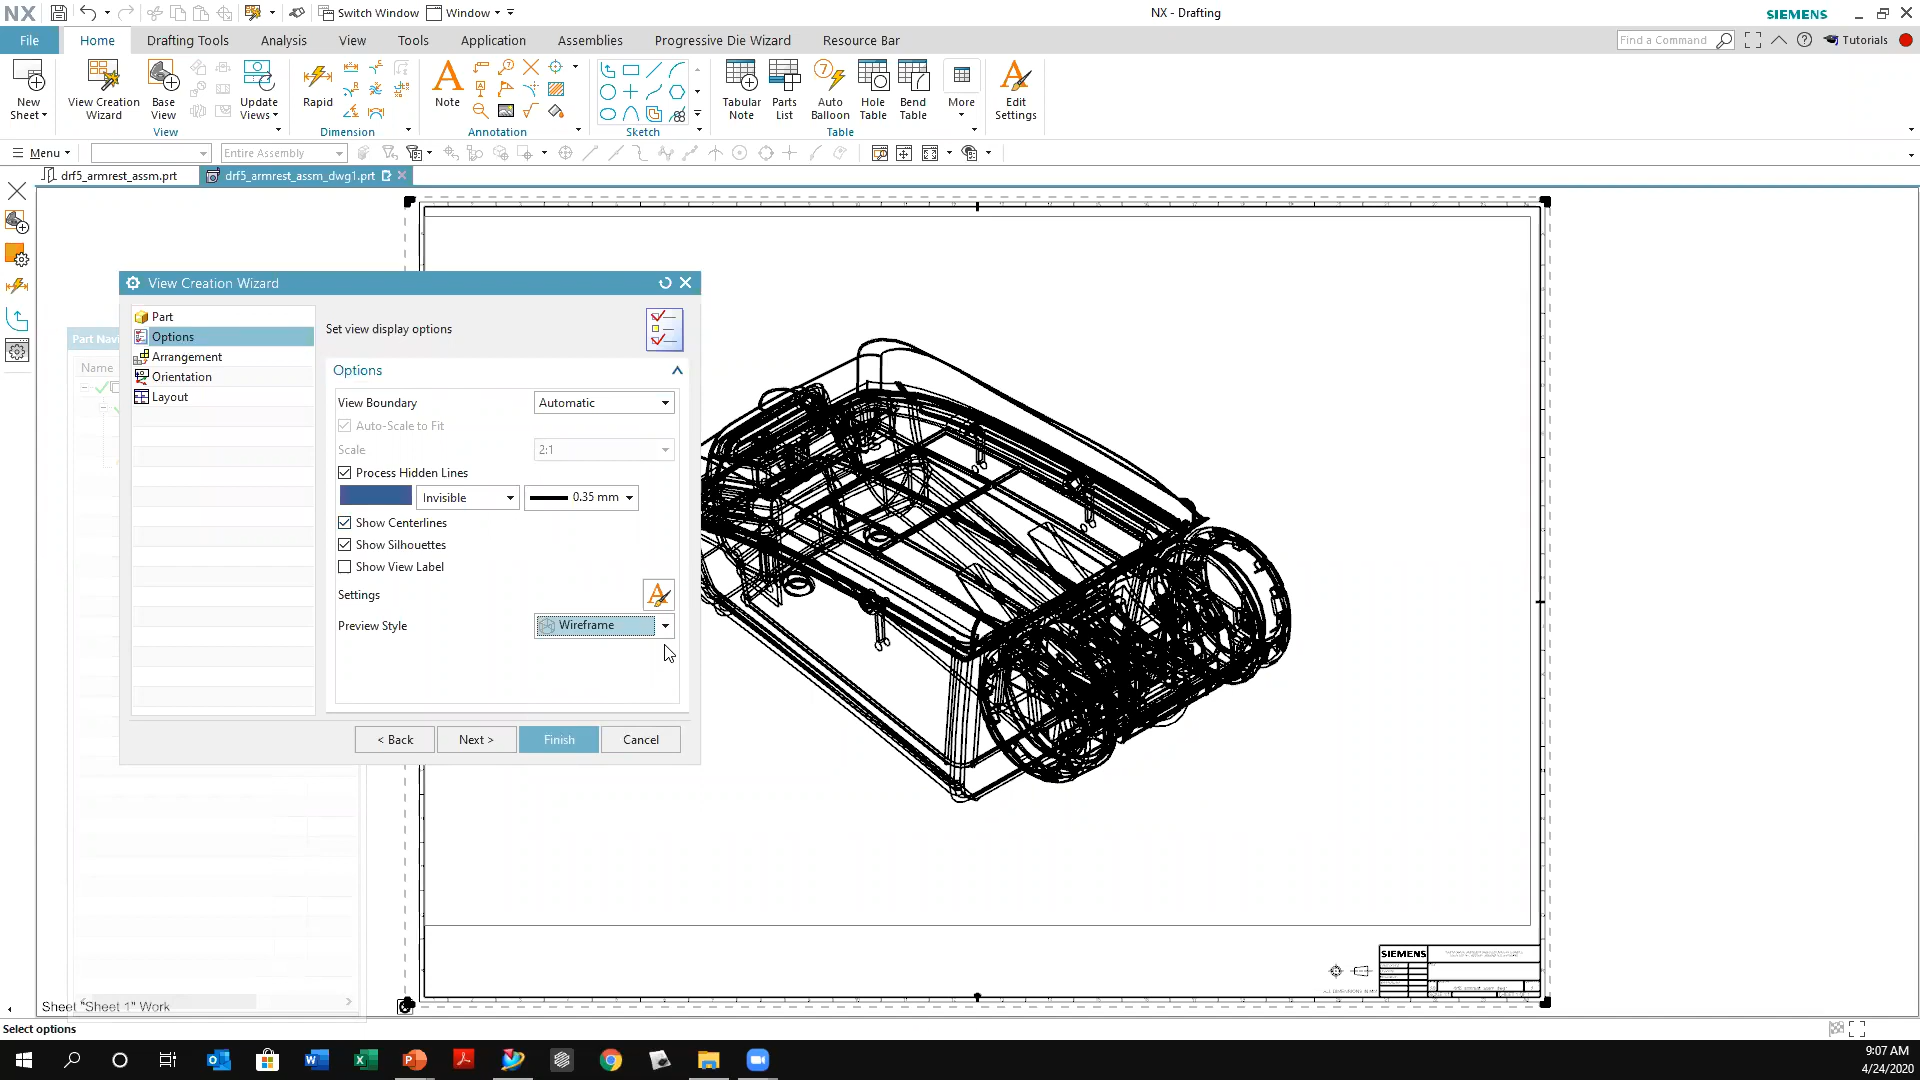 NX
Switch Window
Window
NX - Drafting
SIEMENS
File
Home
Drafting Tools
Analysis
View
Tools
Application
Assemblies
Progressive Die Wizard
Resource Bar
Find a Command
Tutorials
New Sheet
View Creation Wizard
Base View
Update Views
View
Rapid
Dimension
Note
Annotation
Sketch
Tabular Note
Parts List
Auto Balloon
Hole Table
Bend Table
More
Table
Edit Settings
Menu
Entire Assembly
drf5_armrest_assm.prt
drf5_armrest_assm_dwg1.prt
View Creation Wizard
Part
Options
Arrangement
Orientation
Layout
Part Navi
Name
Set view display options
Options
View Boundary
Automatic
Auto-Scale to Fit
Scale
2:1
Process Hidden Lines
Invisible
0.35 mm
Show Centerlines
Show Silhouettes
Show View Label
Settings
Preview Style
Wireframe
< Back
Next >
Finish
Cancel
SIEMENS
Sheet "Sheet 1" Work
Select options
9:07 AM
4/24/2020